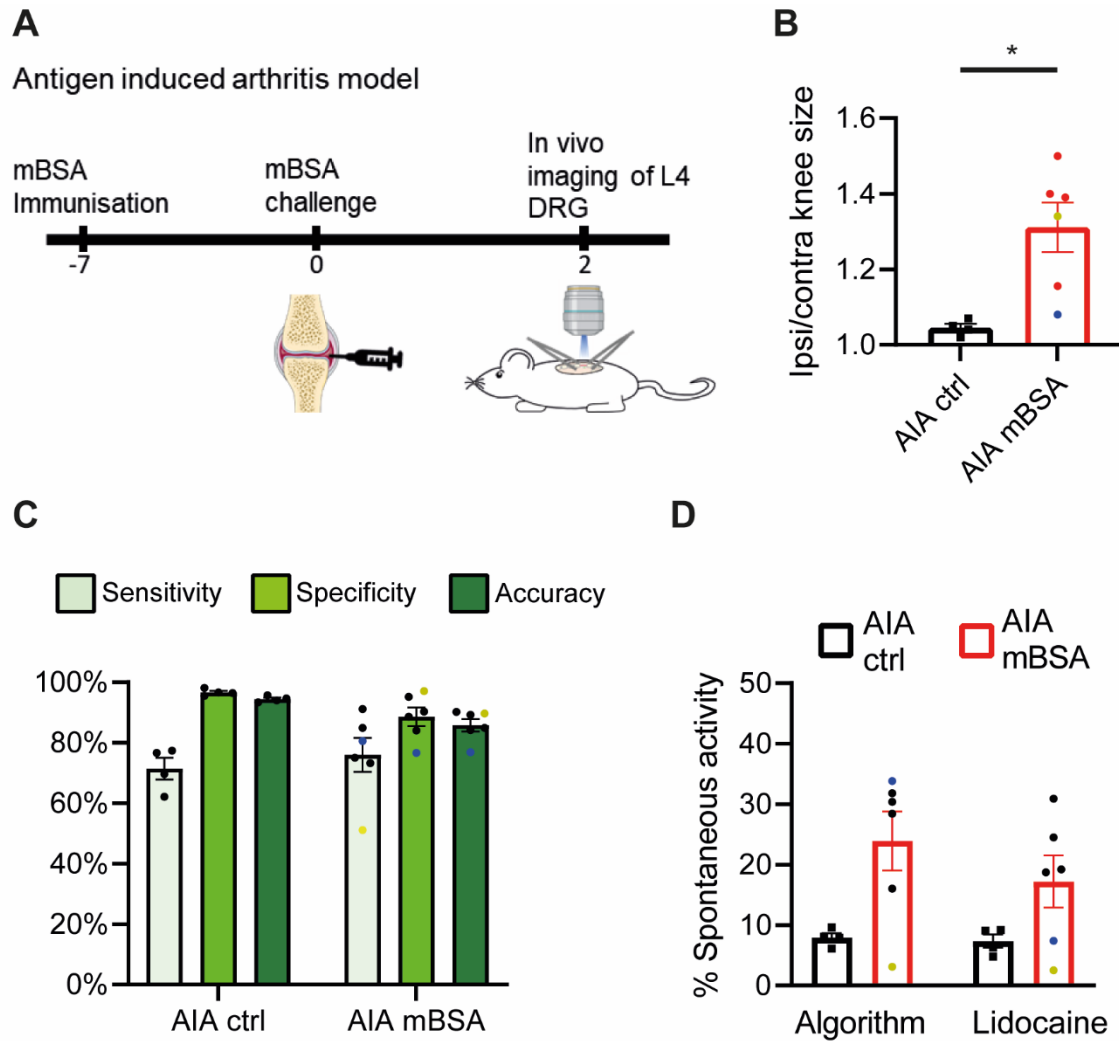 A
Antigen induced arthritis model
mBSA
Immunisation
mBSA
challenge
In vivo
imaging of L4
DRG
-7
0
2
B
*
Ipsi/contra knee size
1.6
1.4
1.2
1.0
AIA ctrl
AIA mBSA
C
Sensitivity
Specificity
Accuracy
100%
80%
60%
40%
20%
0%
AIA ctrl
AIA mBSA
D
AIA
ctrl
AIA
mBSA
% Spontaneous activity
50
40
30
20
10
0
Algorithm
Lidocaine